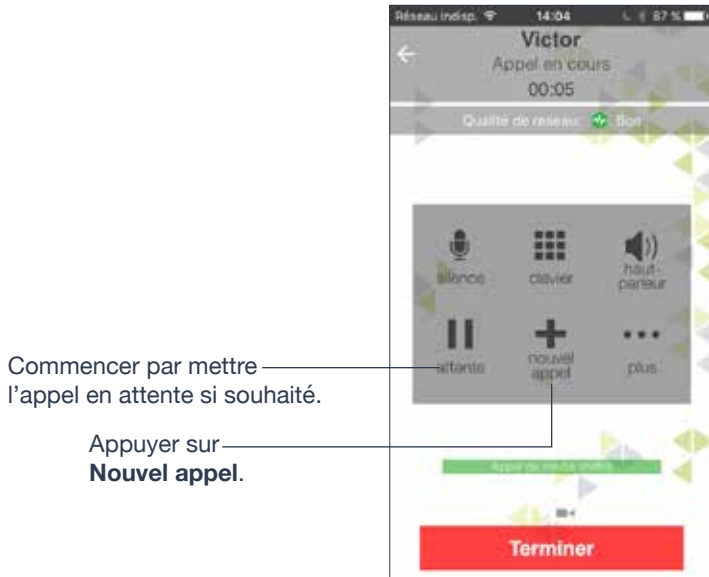 Réseau indisp. 14:04 87 %
Victor
Appel en cours
00:05
Qualité de réseau: Bon
silence clavier haut-
parleur
Commencer par mettre
l'appel en attente si souhaité.
attente nouvel
appel plus
Appuyer sur
Nouvel appel.
Terminer